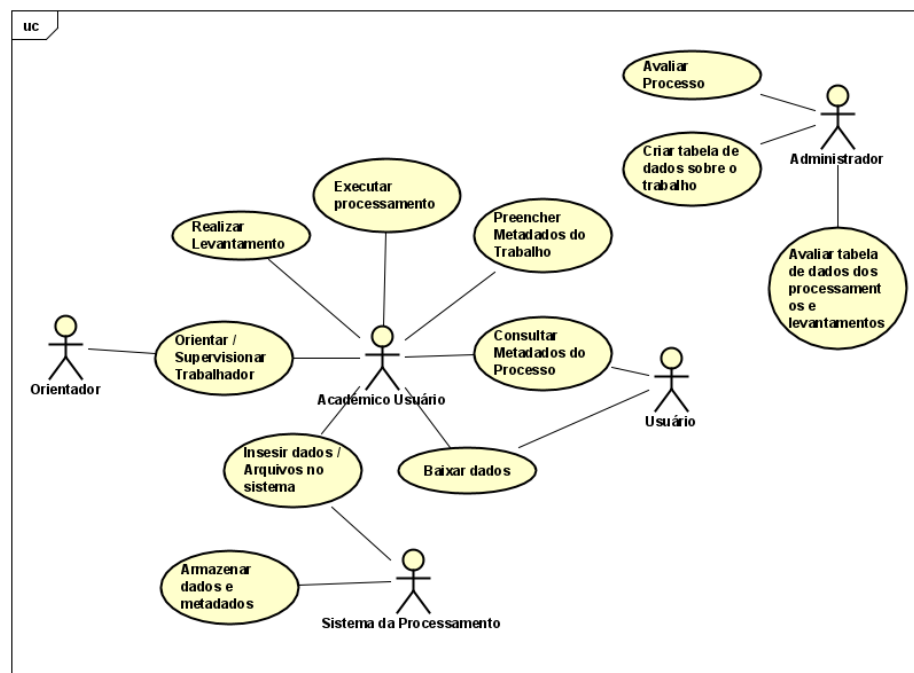 uc
Avaliar
Processo
Administrador
Criar tabela de
dados sobre o
trabalho
Executar
processamento
Preencher
Metadados do
Trabalho
Realizar
Levantamento
Avaliar tabela
de dados dos
processament
os e
levantamentos
Orientador
Orientar /
Supervisionar
Trabalhador
Acadêmico Usuário
Consultar
Metadados do
Processo
Usuário
Insesir dados /
Arquivos no
sistema
Baixar dados
Armazenar
dados e
metadados
Sistema da Processamento